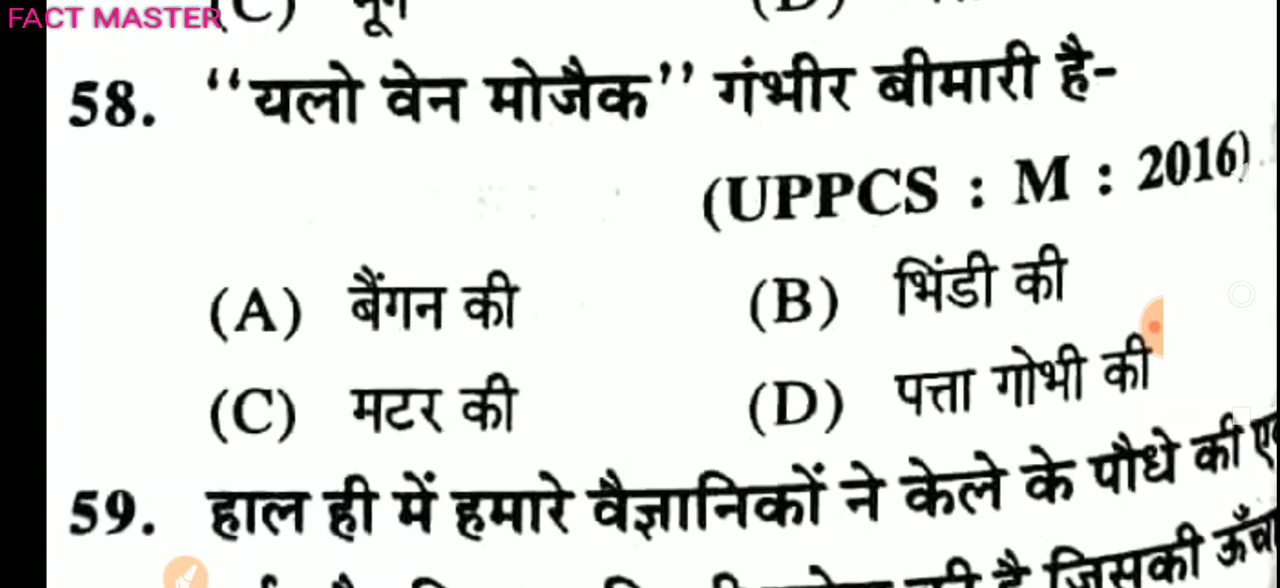 FACT MASTER
(C) मूंग (D)
58. ‘‘यलो वेन मोजैक’’ गंभीर बीमारी है-
(UPPCS : M : 2016)
(A) बैंगन की (B) भिंडी की
(C) मटर की (D) पत्ता गोभी की
59. हाल ही में हमारे वैज्ञानिकों ने केले के पौधे की
है जिसकी